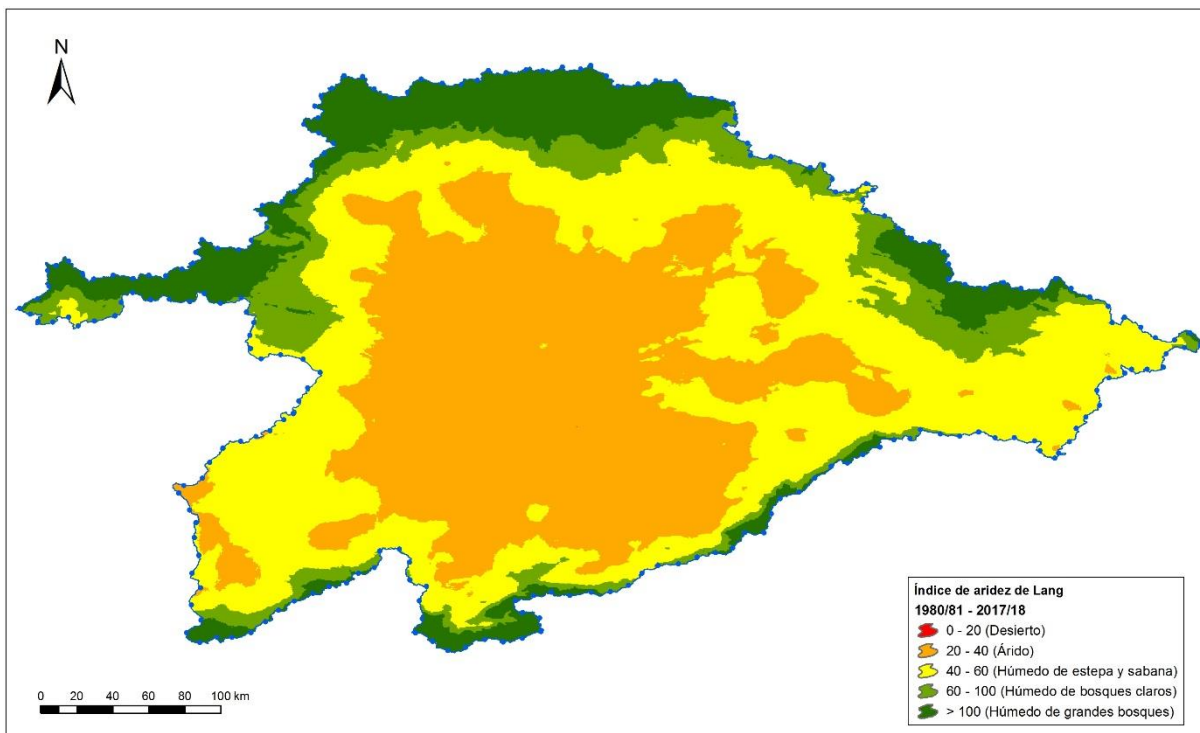 N
Índice de aridez de Lang
1980/81 - 2017/18
0 - 20 (Desierto)
20 - 40 (Árido)
40 - 60 (Húmedo de estepa y sabana)
60 - 100 (Húmedo de bosques claros)
> 100 (Húmedo de grandes bosques)
0 20 40 60 80 100 km